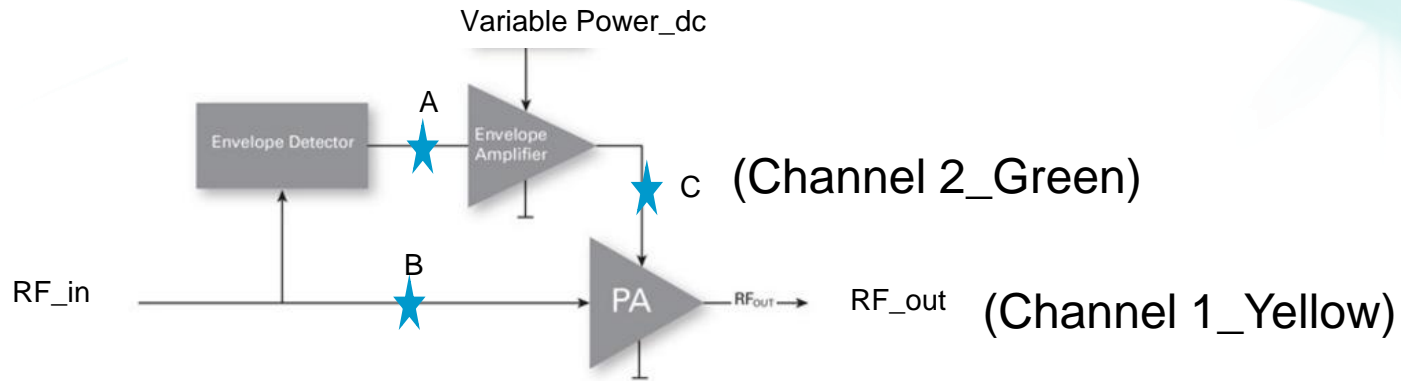 Variable Power_dc
A
Envelope Detector
Envelope
Amplifier
C (Channel 2_Green)
B
RF_in
PA
RFOUT
RF_out (Channel 1_Yellow)